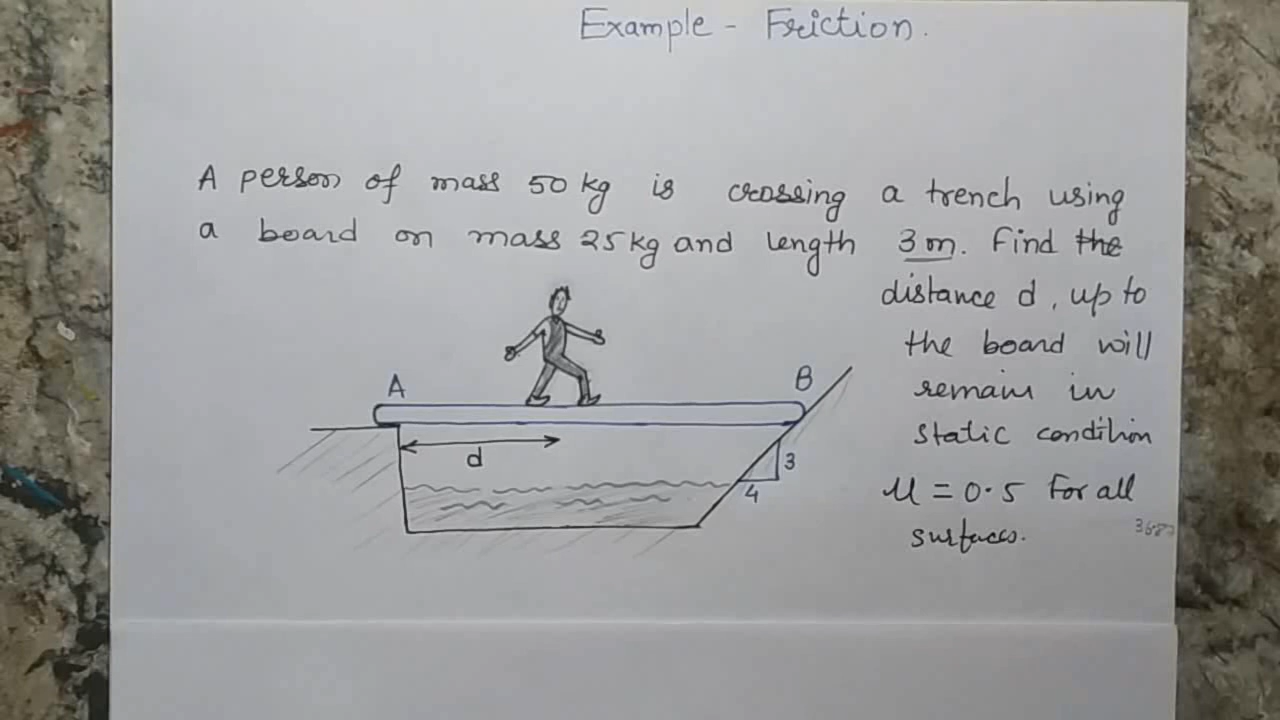 Example - Friction.
A person of mass 50 kg is crossing a trench using
a board on mass 25 kg and length 3 m. Find the
distance d, up to
the board will
remain in
static condition
μ = 0.5 for all
surfaces.
A
B
d
3
4